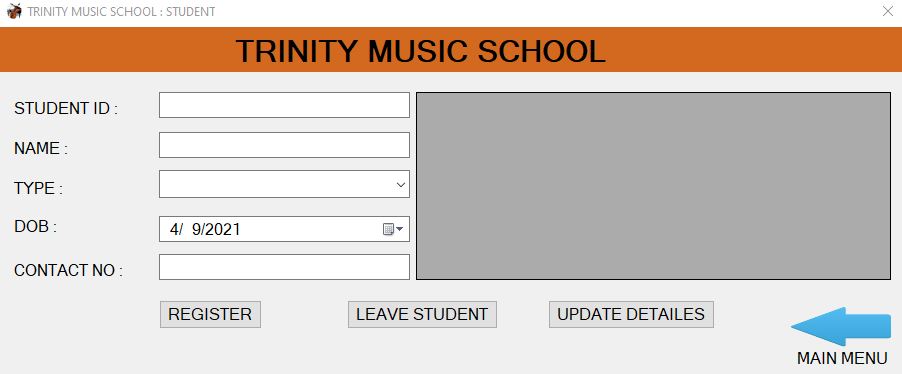 TRINITY MUSIC SCHOOL : STUDENT
TRINITY MUSIC SCHOOL
STUDENT ID :
NAME :
TYPE :
DOB :
4/ 9/2021
CONTACT NO :
REGISTER
LEAVE STUDENT
UPDATE DETAILES
MAIN MENU